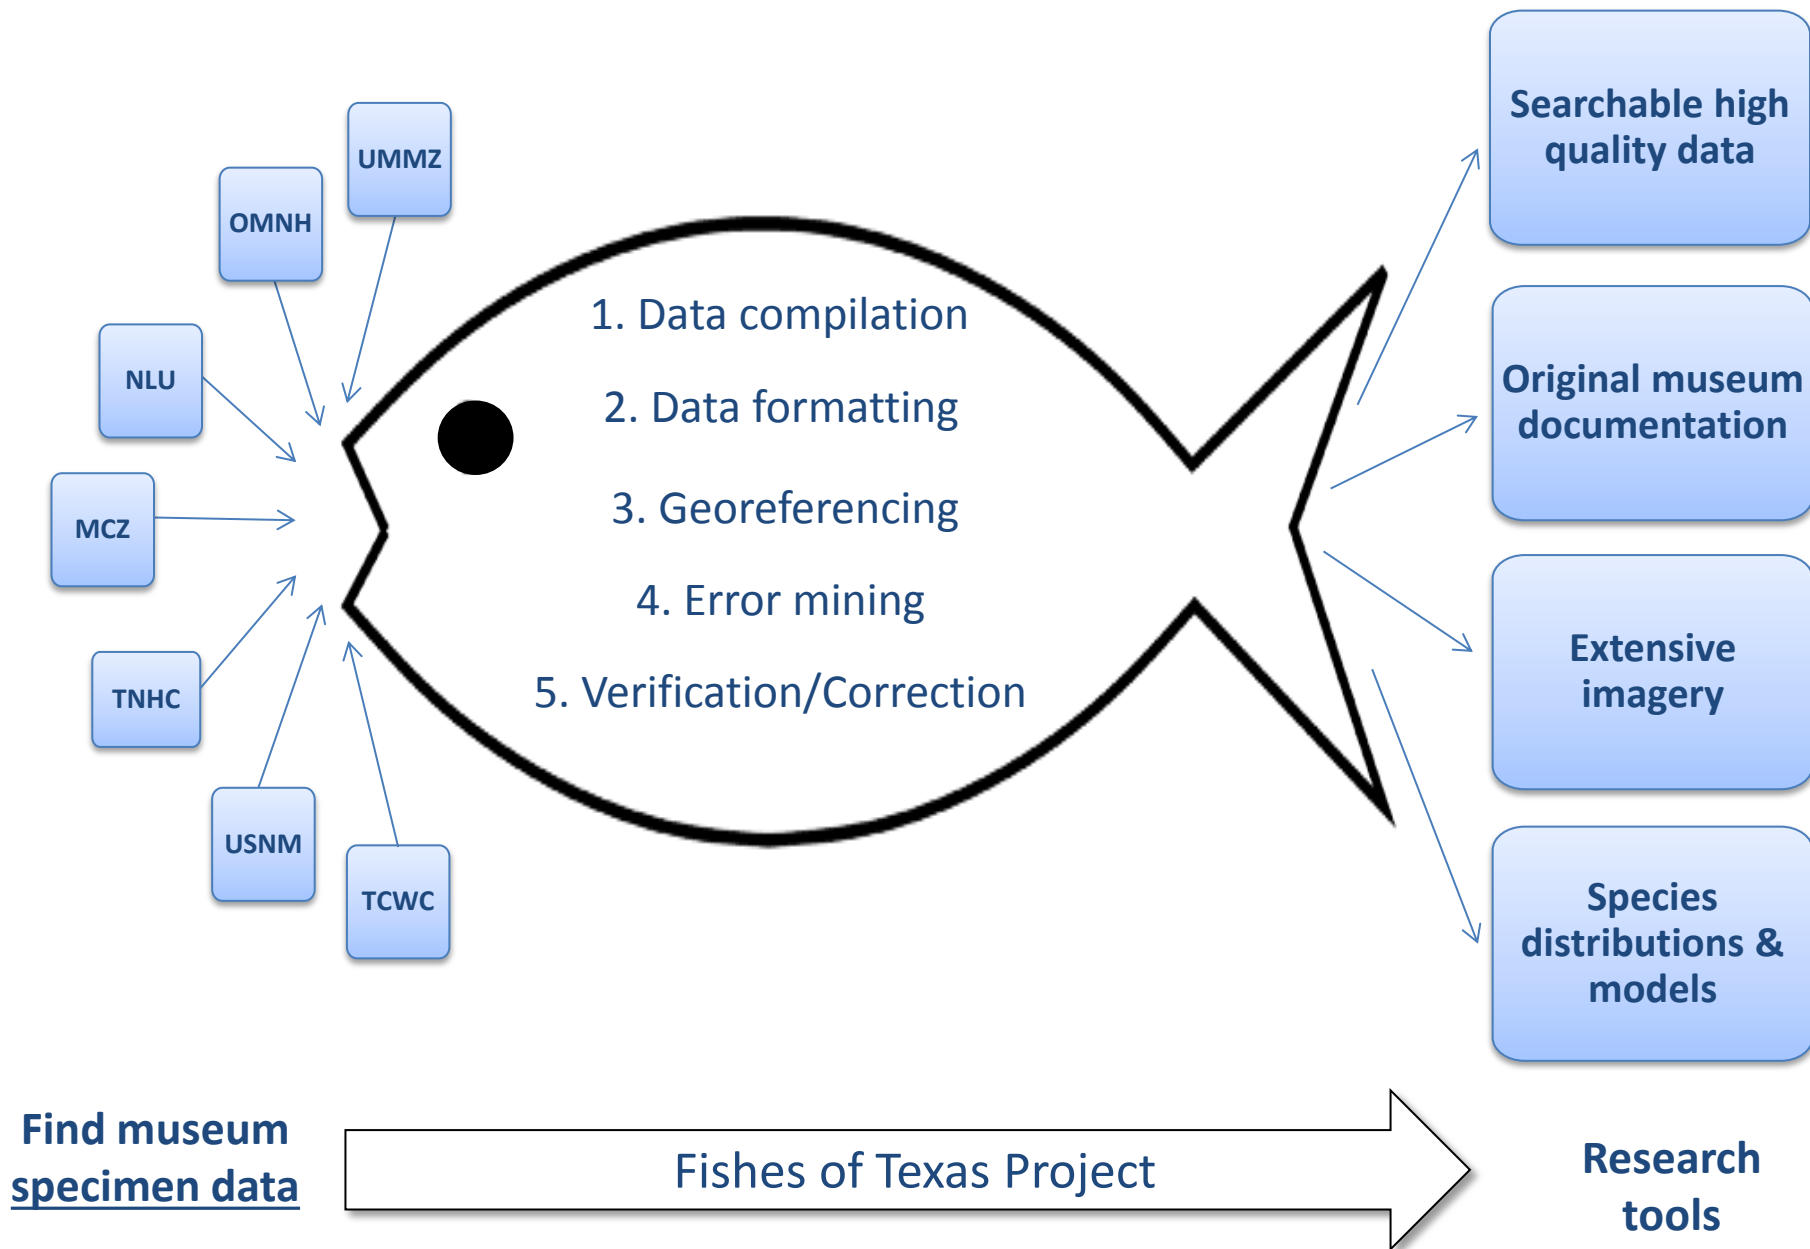 UMMZ
OMNH
NLU
MCZ
TNHC
USNM
TCWC
1. Data compilation
2. Data formatting
3. Georeferencing
4. Error mining
5. Verification/Correction
Searchable high
quality data
Original museum
documentation
Extensive
imagery
Species
distributions &
models
Find museum
specimen data
Fishes of Texas Project
Research
tools